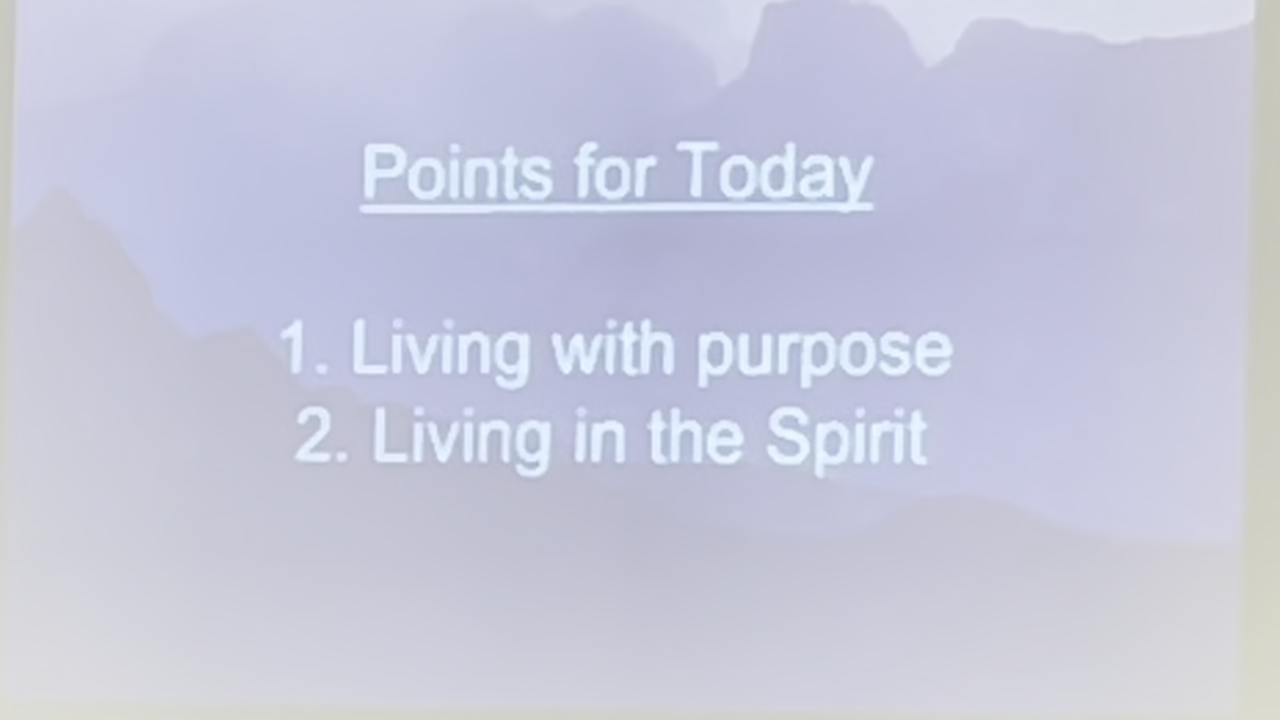 Points for Today
1. Living with purpose
2. Living in the Spirit